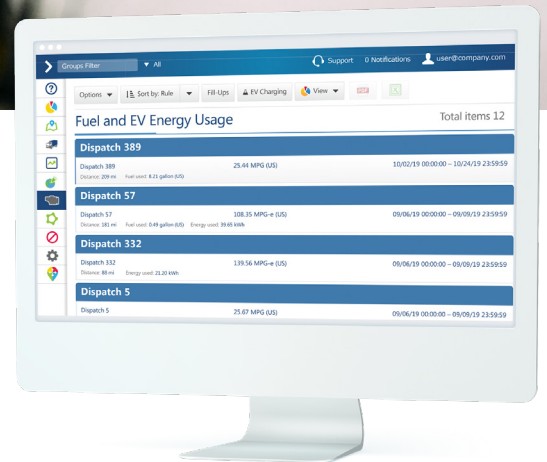 Groups Filter ▼ All Support 0 Notifications user@company.com
Options ▼ Sort by: Rule ▼ Fill-Ups EV Charging View ▼
Fuel and EV Energy Usage Total items 12
Dispatch 389
Dispatch 389 25.44 MPG (US) 10/02/19 00:00:00 – 10/24/19 23:59:59
Distance: 209 mi Fuel used: 8.21 gallon (US)
Dispatch 57
Dispatch 57 108.35 MPG-e (US) 09/06/19 00:00:00 – 09/09/19 23:59:59
Distance: 181 mi Fuel used: 0.49 gallon (US) Energy used: 39.65 kWh
Dispatch 332
Dispatch 332 139.56 MPG-e (US) 09/06/19 00:00:00 – 09/09/19 23:59:59
Distance: 88 mi Energy used: 21.20 kWh
Dispatch 5
Dispatch 5 25.67 MPG (US) 09/06/19 00:00:00 – 09/09/19 23:59:59